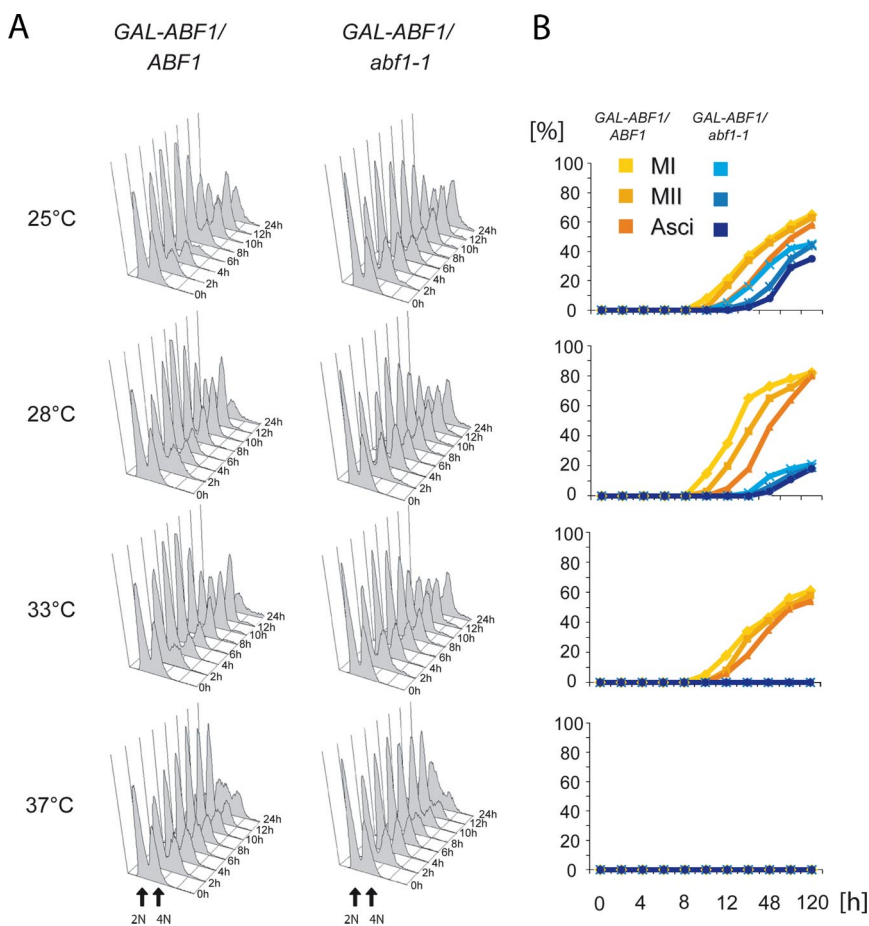 A
B
GAL-ABF1/
ABF1
GAL-ABF1/
abf1-1
25°C
24h
12h
10h
8h
6h
4h
2h
0h
24h
12h
10h
8h
6h
4h
2h
0h
28°C
24h
12h
10h
8h
6h
4h
2h
0h
24h
12h
10h
8h
6h
4h
2h
0h
33°C
24h
12h
10h
8h
6h
4h
2h
0h
24h
12h
10h
8h
6h
4h
2h
0h
37°C
24h
12h
10h
8h
6h
4h
2h
0h
24h
12h
10h
8h
6h
4h
2h
0h
2N 4N
2N 4N
[%]
GAL-ABF1/
ABF1
GAL-ABF1/
abf1-1
MI
MII
Asci
100
80
60
40
20
0
100
80
60
40
20
0
100
80
60
40
20
0
100
80
60
40
20
0
0 4 8 12 48 120 [h]